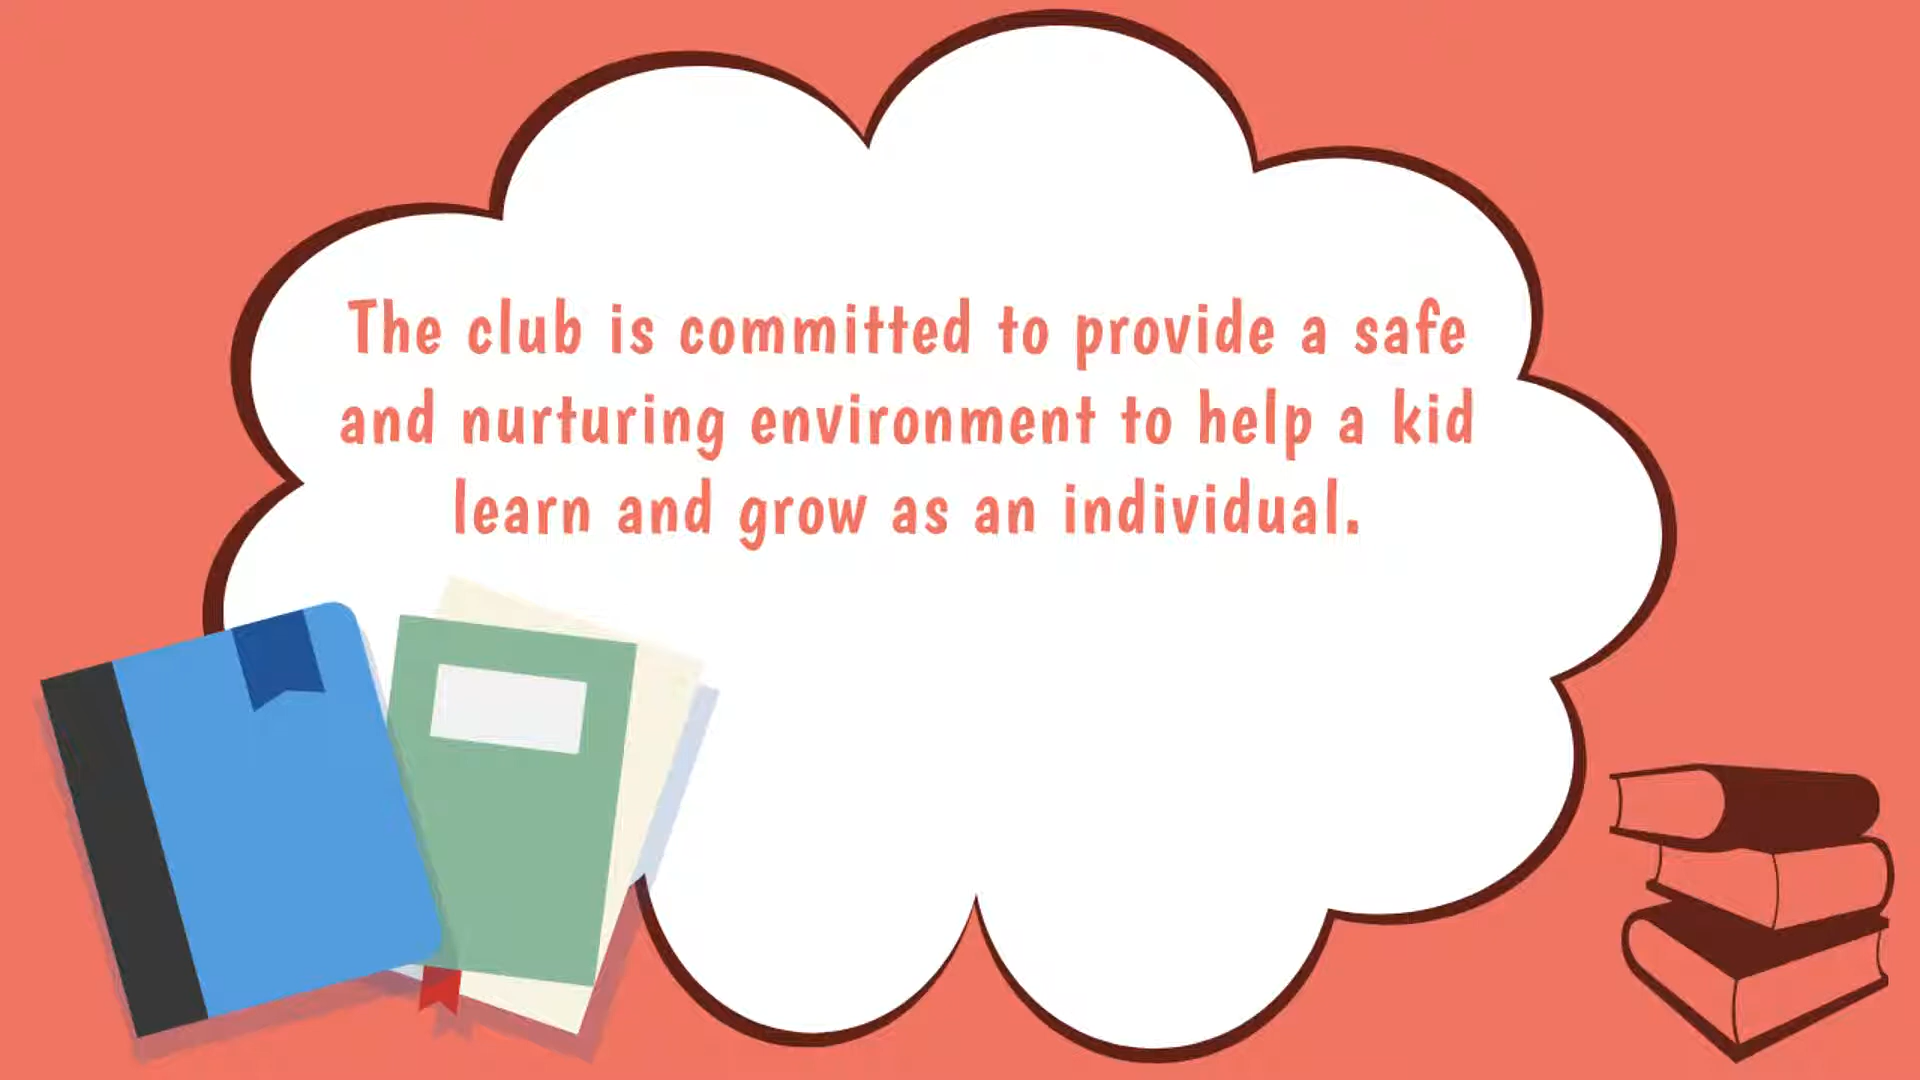 The club is committed to provide a safe
and nurturing environment to help a kid
learn and grow as an individual.